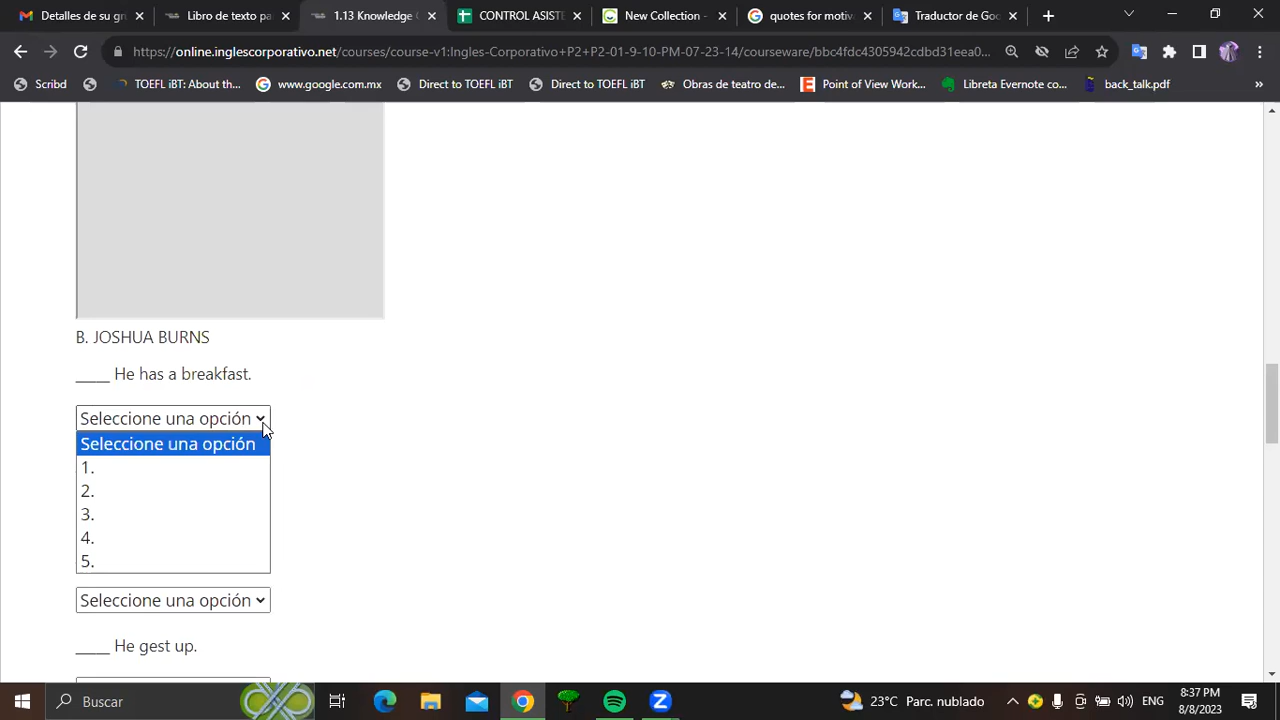 Detalles de su gr
Libro de texto pa
1.13 Knowledge
CONTROL ASISTE
New Collection -
quotes for motiv
Traductor de Goo
https://online.inglescorporativo.net/courses/course-v1:Ingles-Corporativo+P2+P2-01-9-10-PM-07-23-14/courseware/bbc4fdc4305942cdbd31eea0...
Scribd
TOEFL iBT: About th...
www.google.com.mx
Direct to TOEFL iBT
Direct to TOEFL iBT
Obras de teatro de...
Point of View Work...
Libreta Evernote co...
back_talk.pdf
»
B. JOSHUA BURNS
_____ He has a breakfast.
Seleccione una opción
Seleccione una opción
1.
2.
3.
4.
5.
Seleccione una opción
_____ He gest up.
Buscar
23°C Parc. nublado
ENG
8:37 PM
8/8/2023